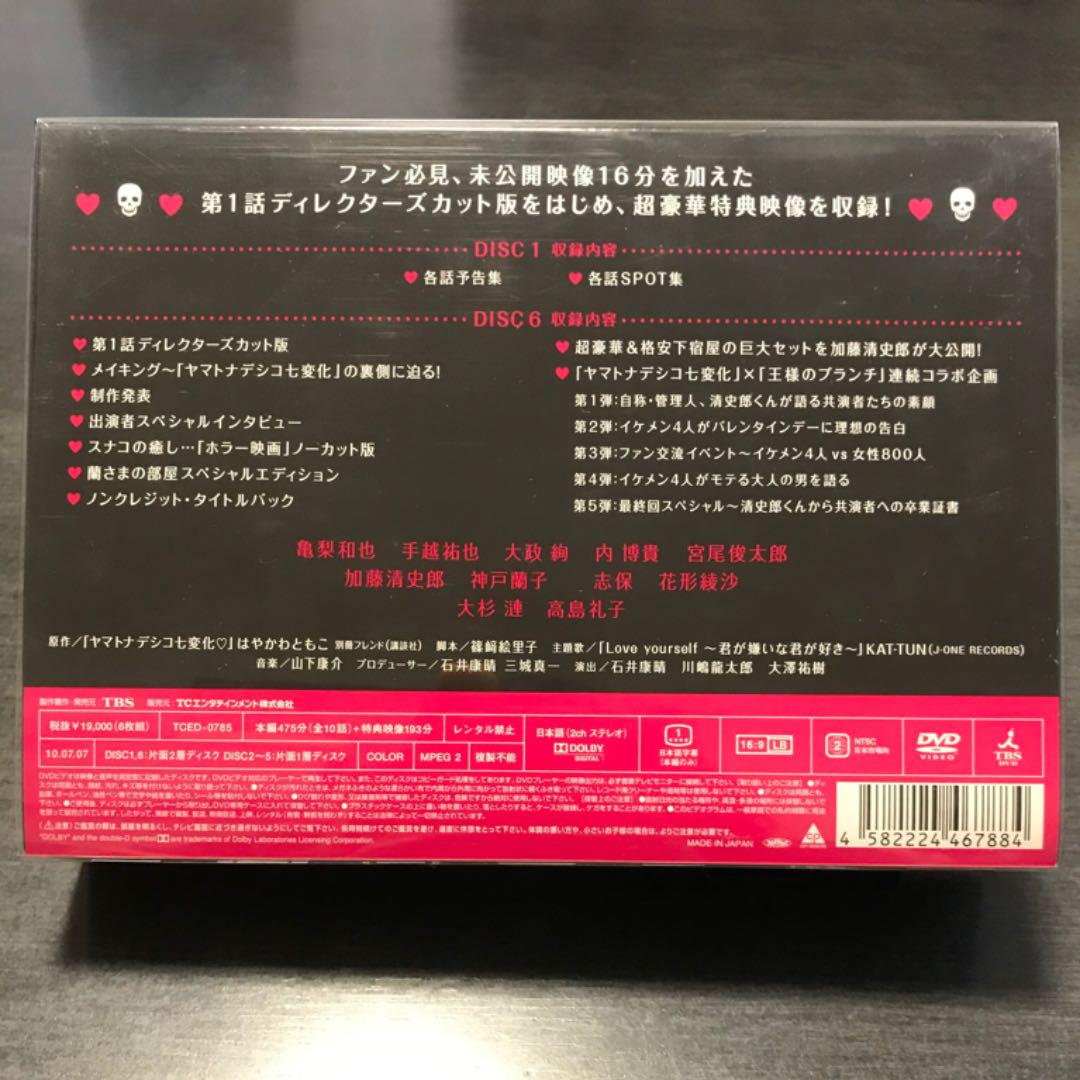 ファン必見、未公開映像16分を加えた
第1話ディレクターズカット版をはじめ、超豪華特典映像を収録!
DISC 1 収録内容
各話予告集 各話SPOT集
DISC 6 収録内容
第1話ディレクターズカット版
メイキング〜「ヤマトナデシコ七変化」の裏側に迫る!
制作発表
出演者スペシャルインタビュー
スナコの癒し…「ホラー映画」ノーカット版
蘭さまの部屋スペシャルエディション
ノンクレジット・タイトルバック
超豪華&格安下宿屋の巨大セットを加藤清史郎が大公開!
「ヤマトナデシコ七変化」×「王様のブランチ」連続コラボ企画
第1弾:自称・管理人、清史郎くんが語る共演者たちの素顔
第2弾:イケメン4人がバレンタインデーに理想の告白
第3弾:ファン交流イベント〜イケメン4人 vs 女性800人
第4弾:イケメン4人がモテる大人の男を語る
第5弾:最終回スペシャル〜清史郎くんから共演者への卒業証書
亀梨和也 手越祐也 大政 絢 内 博貴 宮尾俊太郎
加藤清史郎 神戸蘭子 志保 花形綾沙
大杉 漣 高島礼子
原作/「ヤマトナデシコ七変化♡」はやかわともこ 別冊フレンド(講談社) 脚本/篠﨑絵里子 主題歌/「Love yourself 〜君が嫌いな君が好き〜」KAT-TUN(J-ONE RECORDS)
音楽/山下康介 プロデューサー/石井康晴 三城真一 演出/石井康晴 川嶋龍太郎 大澤祐樹
製作著作・発売元:TBS 販売元:TCエンタテインメント株式会社
税抜¥19,000(6枚組) TCED-0785 本編475分(全10話)+特典映像193分 レンタル禁止
10.07.07 DISC1,6:片面2層ディスク DISC2〜5:片面1層ディスク COLOR MPEG 2 複製不能
日本語(2ch ステレオ)
DOLBY
DIGITAL
1
日本語字幕
(本編のみ)
16:9 LB
2 NTSC
日本市場向
DVD
VIDEO
TBS
DVD
"DOLBY" and the double-D symbol are trademarks of Dolby Laboratories Licensing Corporation.
MADE IN JAPAN
4 582224 467884